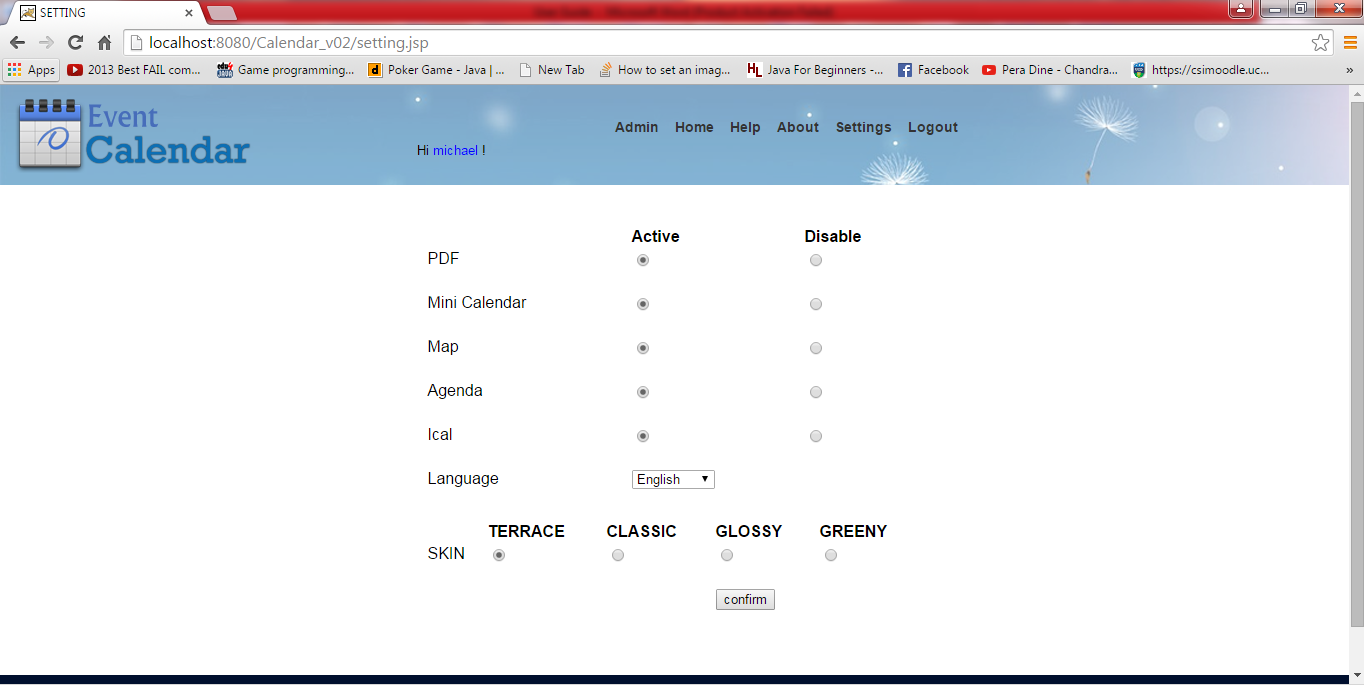 SETTING
localhost:8080/Calendar_v02/setting.jsp
Apps 2013 Best FAIL com... Game programming... Poker Game - Java | ... New Tab How to set an imag... Java For Beginners -... Facebook Pera Dine - Chandra... https://csimoodle.uc... »
Event
Calendar
Admin Home Help About Settings Logout
Hi michael !
Active Disable
PDF
Mini Calendar
Map
Agenda
Ical
Language English
TERRACE CLASSIC GLOSSY GREENY
SKIN
confirm